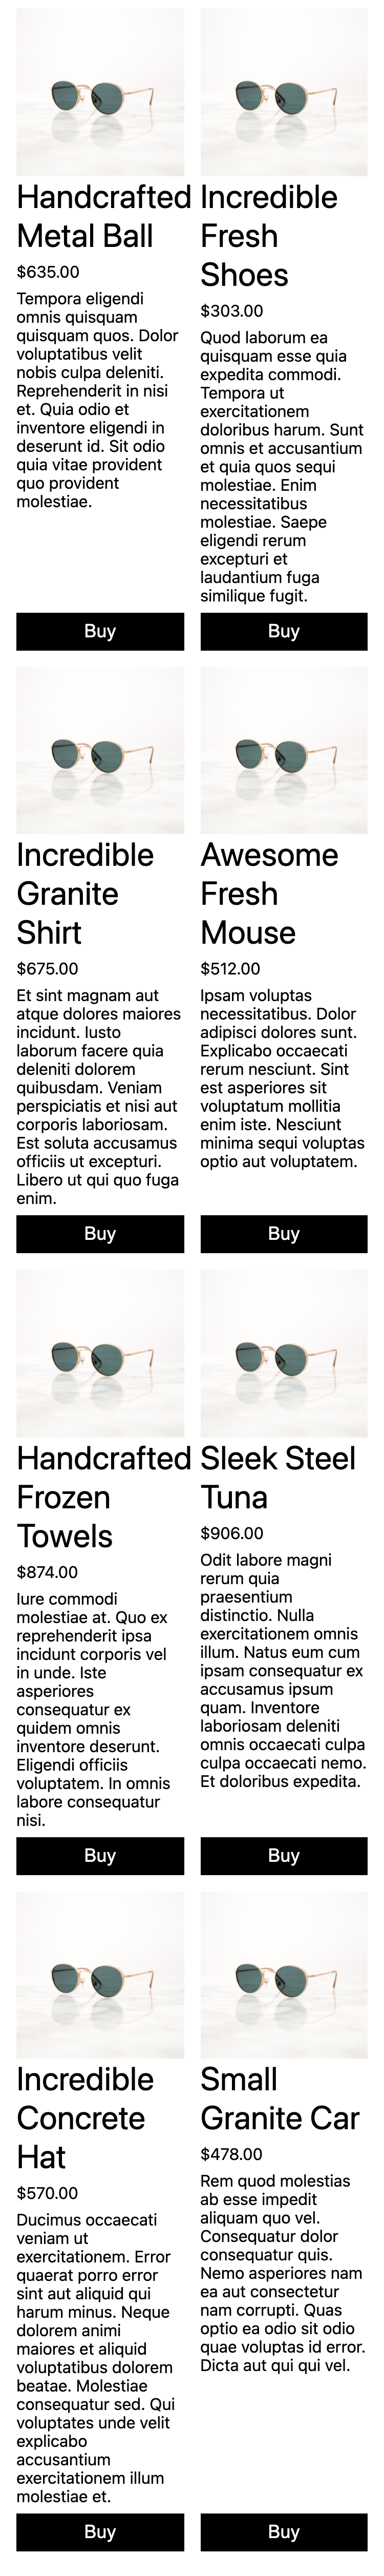 Handcrafted
Metal Ball
$635.00
Tempora eligendi
omnis quisquam
quisquam quos. Dolor
voluptatibus velit
nobis culpa deleniti.
Reprehenderit in nisi
et. Quia odio et
inventore eligendi in
deserunt id. Sit odio
quia vitae provident
quo provident
molestiae.
Buy
Incredible
Fresh
Shoes
$303.00
Quod laborum ea
quisquam esse quia
expedita commodi.
Tempora ut
exercitationem
doloribus harum. Sunt
omnis et accusantium
et quia quos sequi
molestiae. Enim
necessitatibus
molestiae. Saepe
eligendi rerum
excepturi et
laudantium fuga
similique fugit.
Buy
Incredible
Granite
Shirt
$675.00
Et sint magnam aut
atque dolores maiores
incidunt. Iusto
laborum facere quia
deleniti dolorem
quibusdam. Veniam
perspiciatis et nisi aut
corporis laboriosam.
Est soluta accusamus
officiis ut excepturi.
Libero ut qui quo fuga
enim.
Buy
Awesome
Fresh
Mouse
$512.00
Ipsam voluptas
necessitatibus. Dolor
adipisci dolores sunt.
Explicabo occaecati
rerum nesciunt. Sint
est asperiores sit
voluptatum mollitia
enim iste. Nesciunt
minima sequi voluptas
optio aut voluptatem.
Buy
Handcrafted
Frozen
Towels
$874.00
Iure commodi
molestiae at. Quo ex
reprehenderit ipsa
incidunt corporis vel
in unde. Iste
asperiores
consequatur ex
quidem omnis
inventore deserunt.
Eligendi officiis
voluptatem. In omnis
labore consequatur
nisi.
Buy
Sleek Steel
Tuna
$906.00
Odit labore magni
rerum quia
praesentium
distinctio. Nulla
exercitationem omnis
illum. Natus eum cum
ipsam consequatur ex
accusamus ipsum
quam. Inventore
laboriosam deleniti
omnis occaecati culpa
culpa occaecati nemo.
Et doloribus expedita.
Buy
Incredible
Concrete
Hat
$570.00
Ducimus occaecati
veniam ut
exercitationem. Error
quaerat porro error
sint aut aliquid qui
harum minus. Neque
dolorem animi
maiores et aliquid
voluptatibus dolorem
beatae. Molestiae
consequatur sed. Qui
voluptates unde velit
explicabo
accusantium
exercitationem illum
molestiae et.
Buy
Small
Granite Car
$478.00
Rem quod molestias
ab esse impedit
aliquam quo vel.
Consequatur dolor
consequatur quis.
Nemo asperiores nam
ea aut consectetur
nam corrupti. Quas
optio ea odio sit odio
quae voluptas id error.
Dicta aut qui qui vel.
Buy